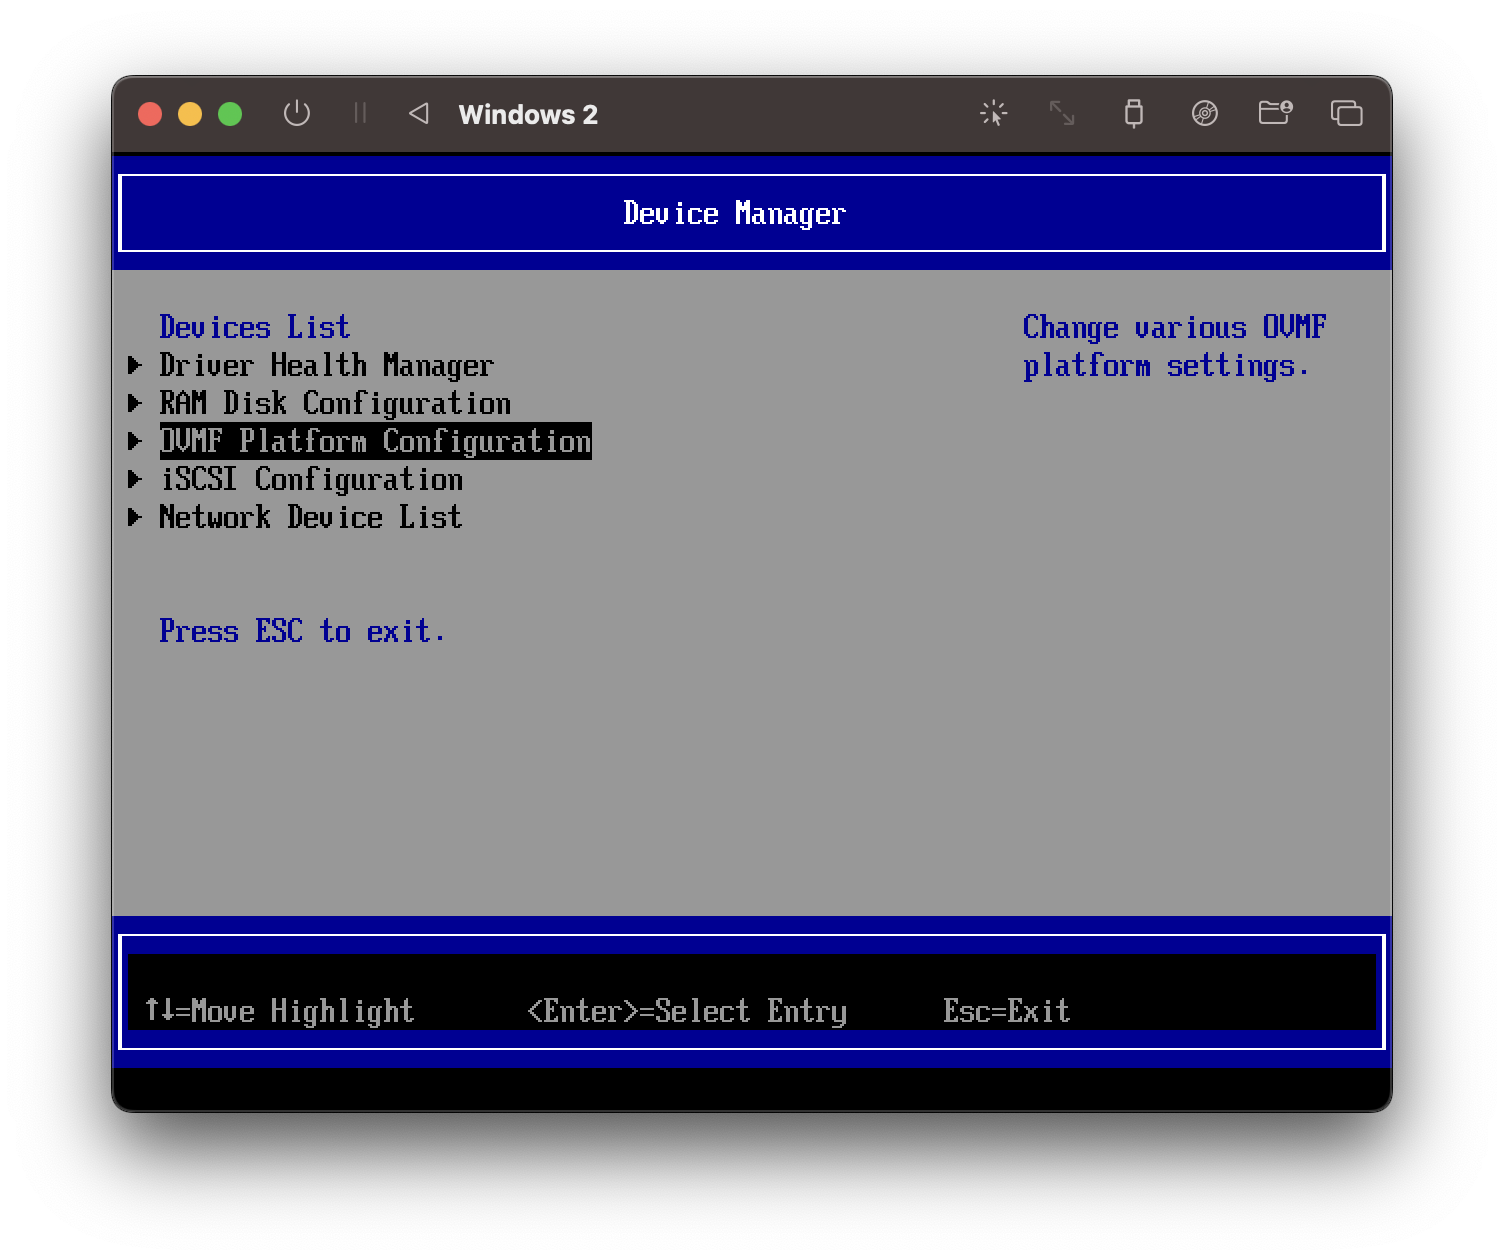 Windows 2
Device Manager
Devices List
Driver Health Manager
RAM Disk Configuration
OVMF Platform Configuration
iSCSI Configuration
Network Device List
Change various OVMF
platform settings.
Press ESC to exit.
↑↓=Move Highlight <Enter>=Select Entry Esc=Exit